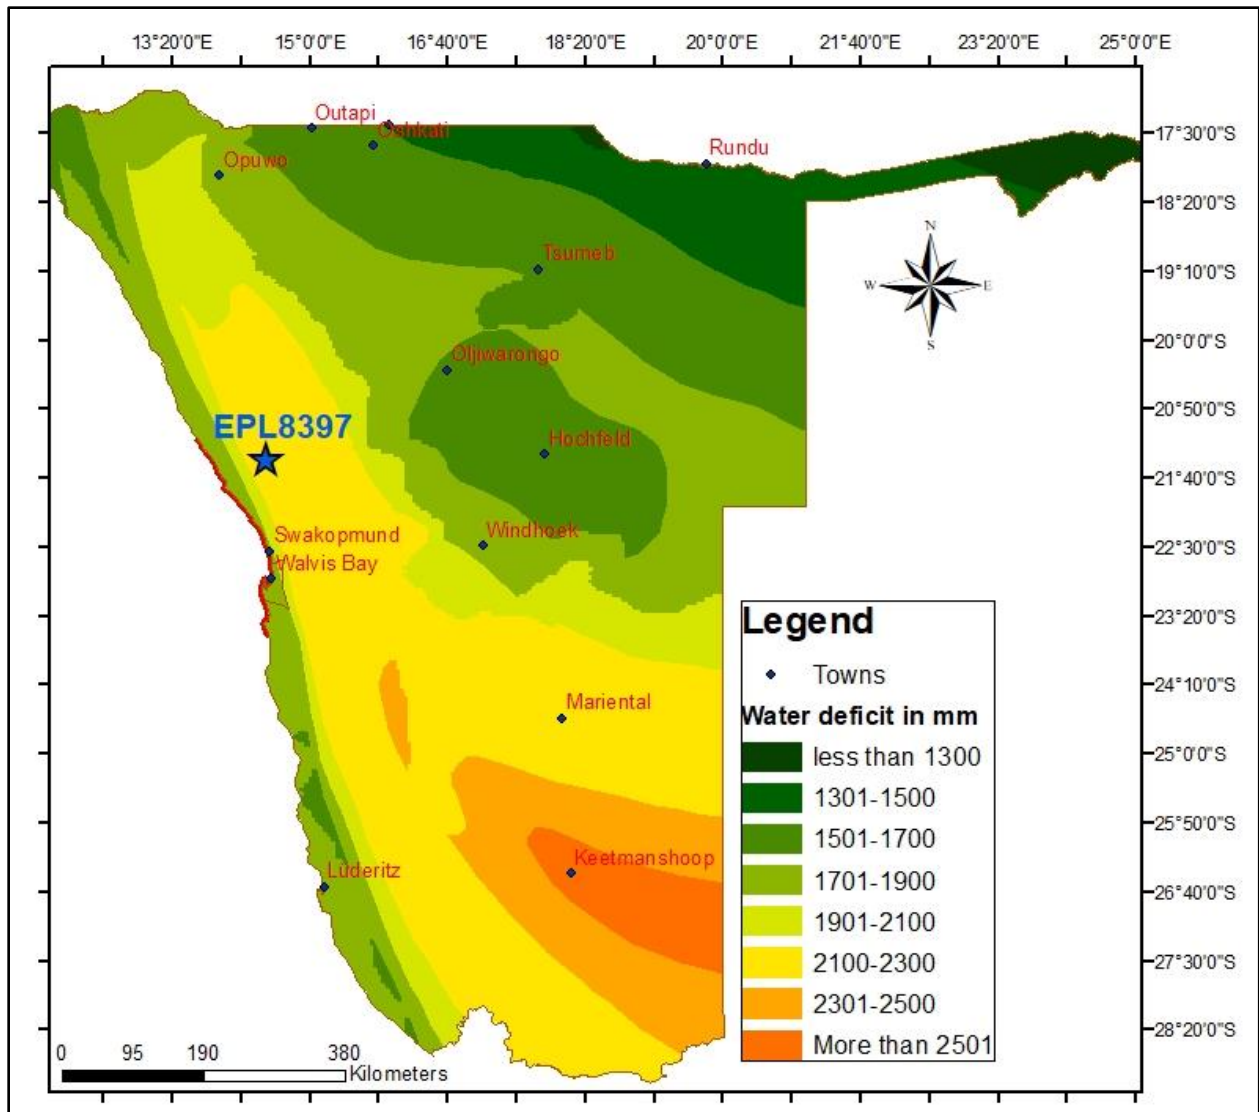 13°20'0"E 15°0'0"E 16°40'0"E 18°20'0"E 20°0'0"E 21°40'0"E 23°20'0"E 25°0'0"E
Outapi
Oshkati
Rundu
17°30'0"S
Opuwo
18°20'0"S
N
Tsumeb
19°10'0"S
W E
S
20°0'0"S
Oljiwarongo
20°50'0"S
EPL8397
Hochfeld
21°40'0"S
Swakopmund
Windhoek
22°30'0"S
Walvis Bay
23°20'0"S
Legend
Towns
24°10'0"S
Mariental
Water deficit in mm
25°0'0"S
less than 1300
1301-1500
25°50'0"S
1501-1700
Keetmanshoop
Lüderitz
1701-1900
26°40'0"S
1901-2100
2100-2300
27°30'0"S
2301-2500
28°20'0"S
More than 2501
0 95 190 380
Kilometers